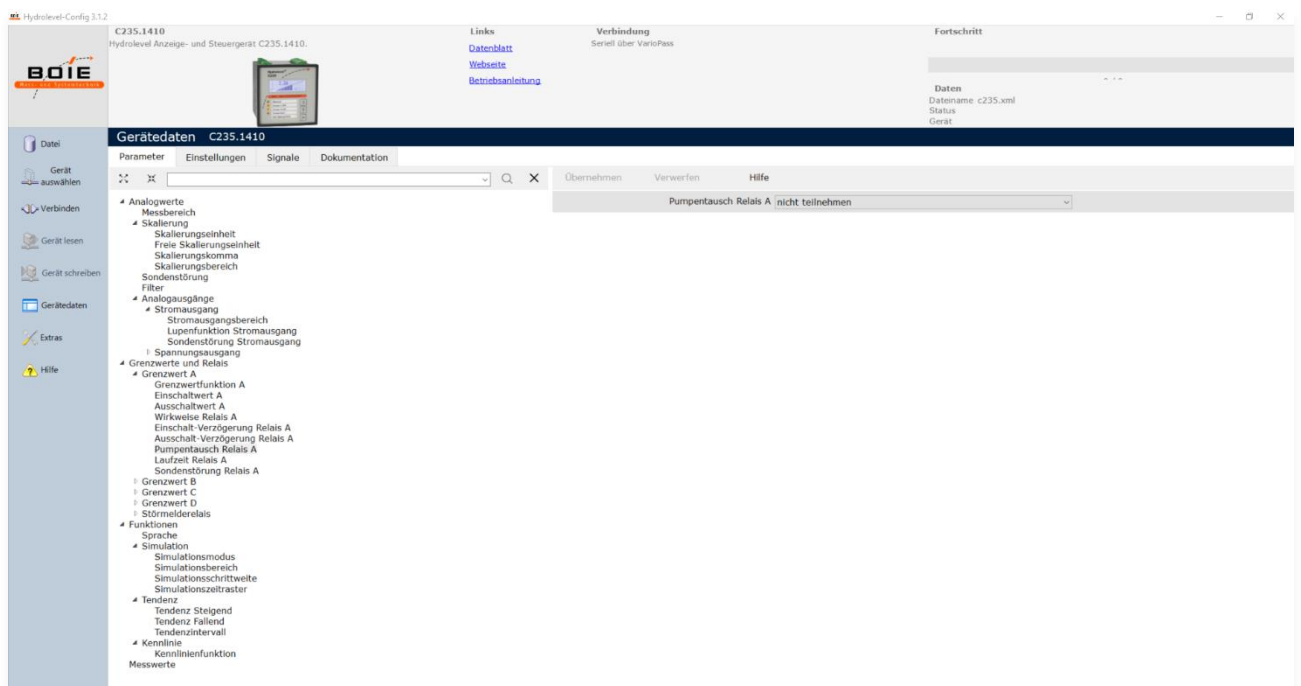 Hydrolevel-Config 3.1.2
BOIE
Mess- und Systemtechnik
C235.1410
Hydrolevel Anzeige- und Steuergerät C235.1410.
Links
Datenblatt
Webseite
Betriebsanleitung
Verbindung
Seriell über VarioPass
Fortschritt
Daten
Dateiname c235.xml
Status
Gerät
Datei
Gerät
auswählen
Verbinden
Gerät lesen
Gerät schreiben
Gerätedaten
Extras
Hilfe
Gerätedaten C235.1410
Parameter Einstellungen Signale Dokumentation
Übernehmen Verwerfen Hilfe
Pumpentausch Relais A nicht teilnehmen
Analogwerte
Messbereich
Skalierung
Skalierungseinheit
Freie Skalierungseinheit
Skalierungskomma
Skalierungsbereich
Sondenstörung
Filter
Analogausgänge
Stromausgang
Stromausgangsbereich
Lupenfunktion Stromausgang
Sondenstörung Stromausgang
Spannungsausgang
Grenzwerte und Relais
Grenzwert A
Grenzwertfunktion A
Einschaltwert A
Ausschaltwert A
Wirkweise Relais A
Einschalt-Verzögerung Relais A
Ausschalt-Verzögerung Relais A
Pumpentausch Relais A
Laufzeit Relais A
Sondenstörung Relais A
Grenzwert B
Grenzwert C
Grenzwert D
Störmelderelais
Funktionen
Sprache
Simulation
Simulationsmodus
Simulationsbereich
Simulationsschrittweite
Simulationszeitraster
Tendenz
Tendenz Steigend
Tendenz Fallend
Tendenzintervall
Kennlinie
Kennlinienfunktion
Messwerte